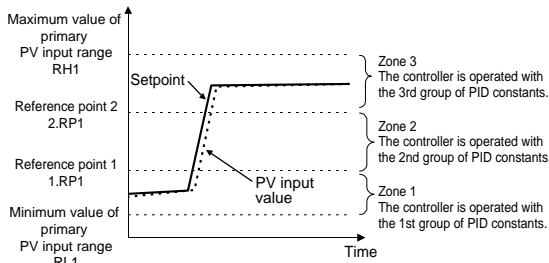 Maximum value of
primary
PV input range
RH1
Setpoint
Reference point 2
2.RP1
Reference point 1
1.RP1
PV input
value
Minimum value of
primary
PV input range
RL1
Time
Zone 3
The controller is operated with
the 3rd group of PID constants.
Zone 2
The controller is operated with
the 2nd group of PID constants
Zone 1
The controller is operated with
the 1st group of PID constants.